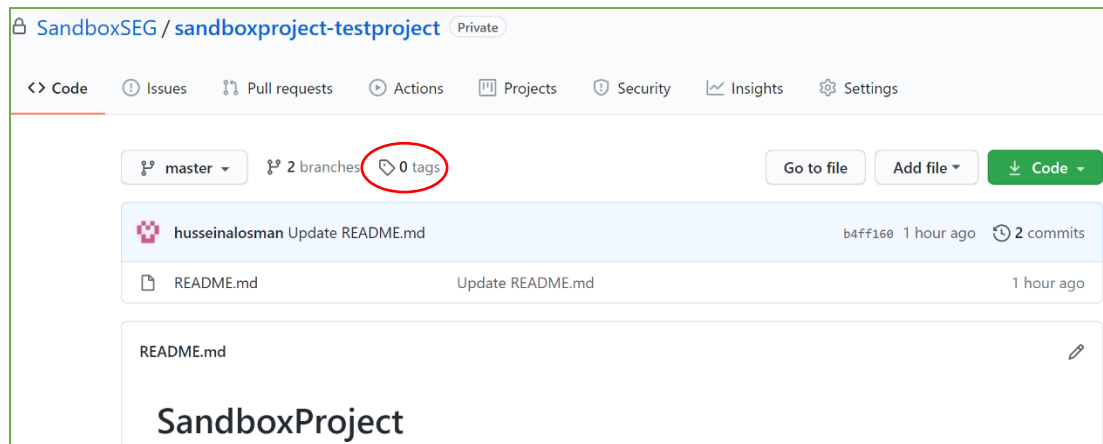 SandboxSEG / sandboxproject-testproject Private
<> Code Issues Pull requests Actions Projects Security Insights Settings
master 2 branches 0 tags Go to file Add file Code
husseinalosman Update README.md b4ff160 1 hour ago 2 commits
README.md Update README.md 1 hour ago
README.md
SandboxProject